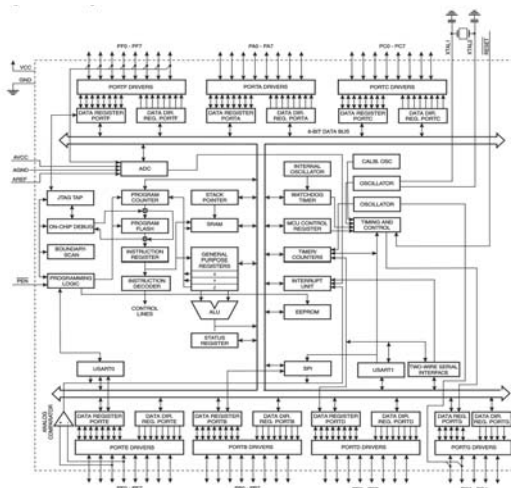 PF0 - PF7
PA0 - PA7
PC0 - PC7
XTAL1
XTAL2
RESET
VCC
GND
PORTF DRIVERS
PORTA DRIVERS
PORTC DRIVERS
DATA REGISTER
PORTF
DATA DIR.
REG. PORTF
DATA REGISTER
PORTA
DATA DIR.
REG. PORTA
DATA REGISTER
PORTC
DATA DIR.
REG. PORTC
8-BIT DATA BUS
AVCC
AGND
AREF
ADC
INTERNAL
OSCILLATOR
CALIB. OSC
OSCILLATOR
OSCILLATOR
JTAG TAP
PROGRAM
COUNTER
STACK
POINTER
WATCHDOG
TIMER
ON-CHIP DEBUG
PROGRAM
FLASH
SRAM
MCU CONTROL
REGISTER
TIMING AND
CONTROL
BOUNDARY-
SCAN
INSTRUCTION
REGISTER
GENERAL
PURPOSE
REGISTERS
X
Y
Z
TIMER/
COUNTERS
PEN
PROGRAMMING
LOGIC
INSTRUCTION
DECODER
INTERRUPT
UNIT
CONTROL
LINES
ALU
EEPROM
STATUS
REGISTER
USART0
SPI
USART1
TWO-WIRE SERIAL
INTERFACE
ANALOG
COMPARATOR
DATA REGISTER
PORTE
DATA DIR.
REG. PORTE
DATA REGISTER
PORTB
DATA DIR.
REG. PORTB
DATA REGISTER
PORTD
DATA DIR.
REG. PORTD
DATA REG.
PORTG
DATA DIR.
REG. PORTG
PORTE DRIVERS
PORTB DRIVERS
PORTD DRIVERS
PORTG DRIVERS